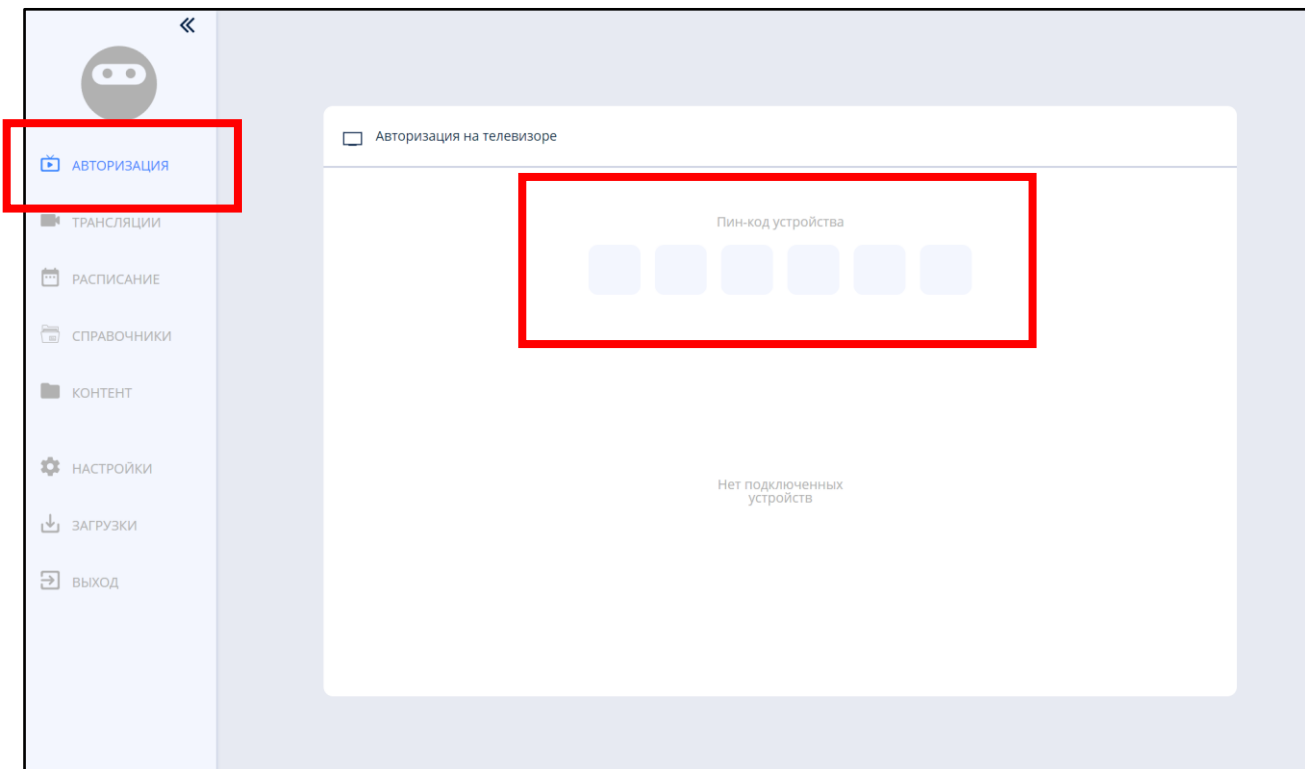 АВТОРИЗАЦИЯ
ТРАНСЛЯЦИИ
РАСПИСАНИЕ
СПРАВОЧНИКИ
КОНТЕНТ
НАСТРОЙКИ
ЗАГРУЗКИ
ВЫХОД
Авторизация на телевизоре
Пин-код устройства
Нет подключенных
устройств